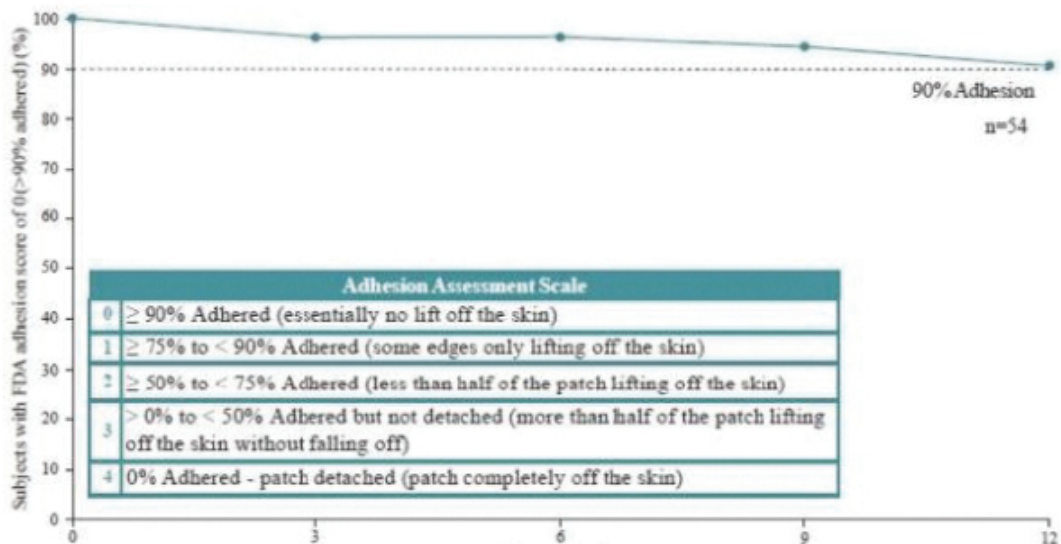 Subjects with FDA adhesion score of 0(>90% adhered) (%)
100
90
80
70
60
50
40
30
20
10
0
90% Adhesion
n=54
Adhesion Assessment Scale
0 ≥ 90% Adhered (essentially no lift off the skin)
1 ≥ 75% to < 90% Adhered (some edges only lifting off the skin)
2 ≥ 50% to < 75% Adhered (less than half of the patch lifting off the skin)
3 > 0% to < 50% Adhered but not detached (more than half of the patch lifting
off the skin without falling off)
4 0% Adhered - patch detached (patch completely off the skin)
0 3 6 9 12